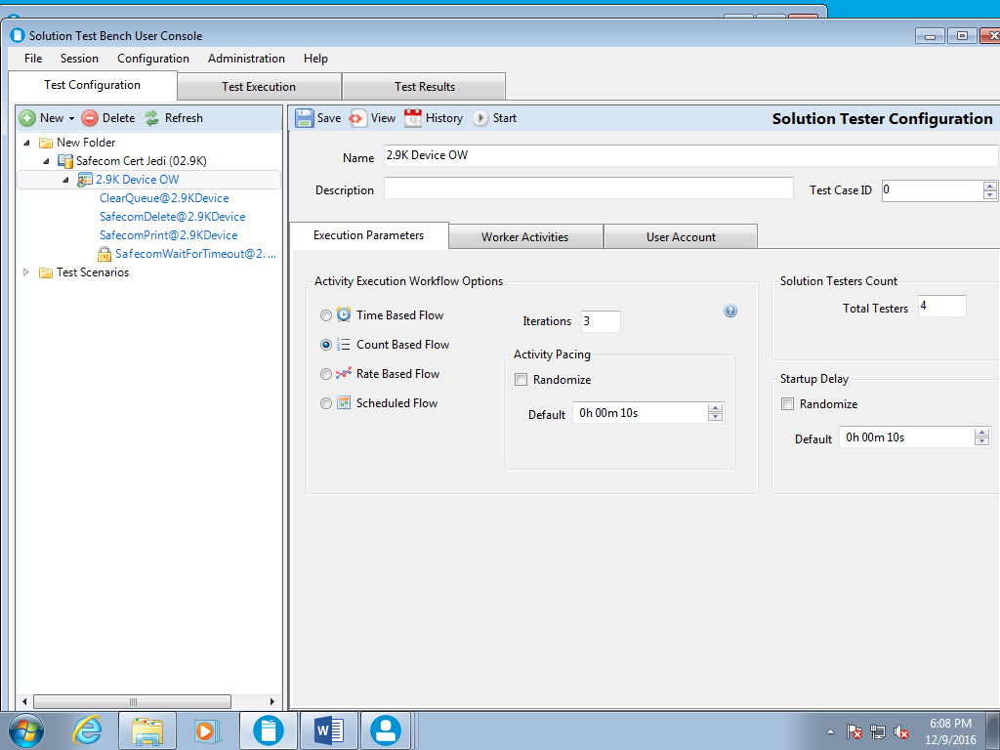 Solution Test Bench User Console
File Session Configuration Administration Help
Test Configuration Test Execution Test Results
New Delete Refresh
Save View History Start Solution Tester Configuration
New Folder
Safecom Cert Jedi (02.9K)
2.9K Device OW
ClearQueue@2.9KDevice
SafecomDelete@2.9KDevice
SafecomPrint@2.9KDevice
SafecomWaitForTimeout@2....
Test Scenarios
Name 2.9K Device OW
Description Test Case ID 0
Execution Parameters Worker Activities User Account
Activity Execution Workflow Options
Time Based Flow
Count Based Flow
Rate Based Flow
Scheduled Flow
Iterations 3
Activity Pacing
Randomize
Default 0h 00m 10s
Solution Testers Count
Total Testers 4
Startup Delay
Randomize
Default 0h 00m 10s
6:08 PM
12/9/2016